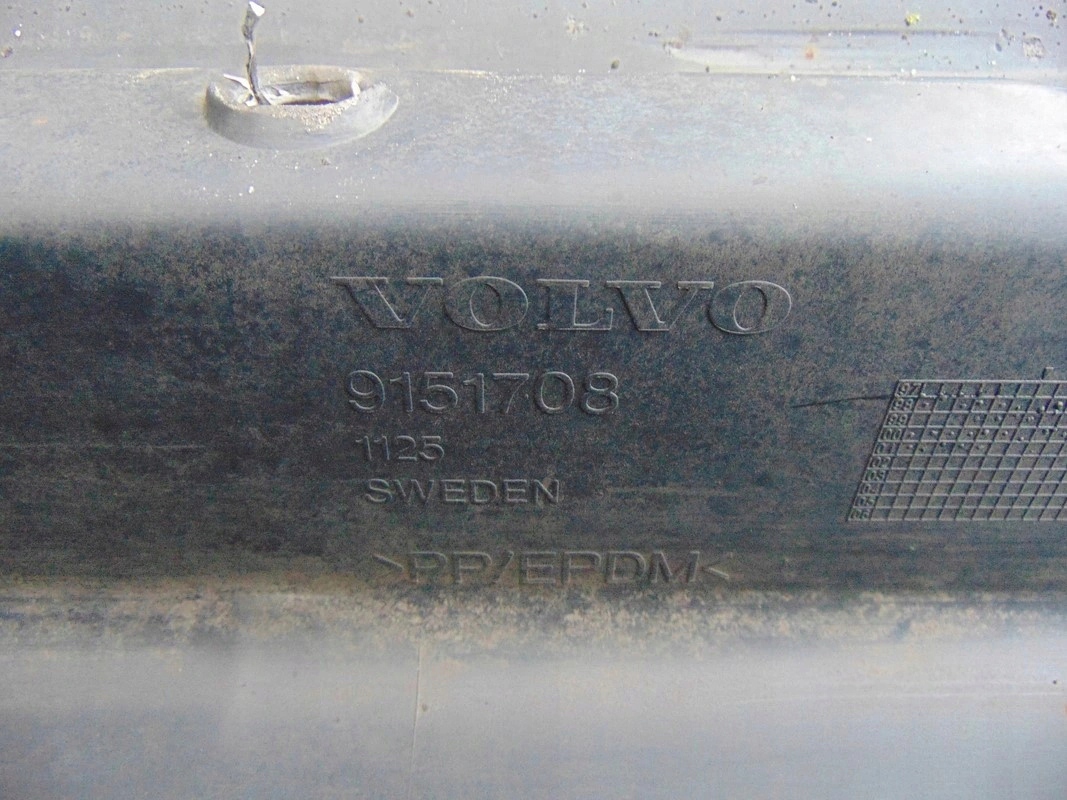 VOLVO
9151708
1125
SWEDEN
>PP/EPDM<